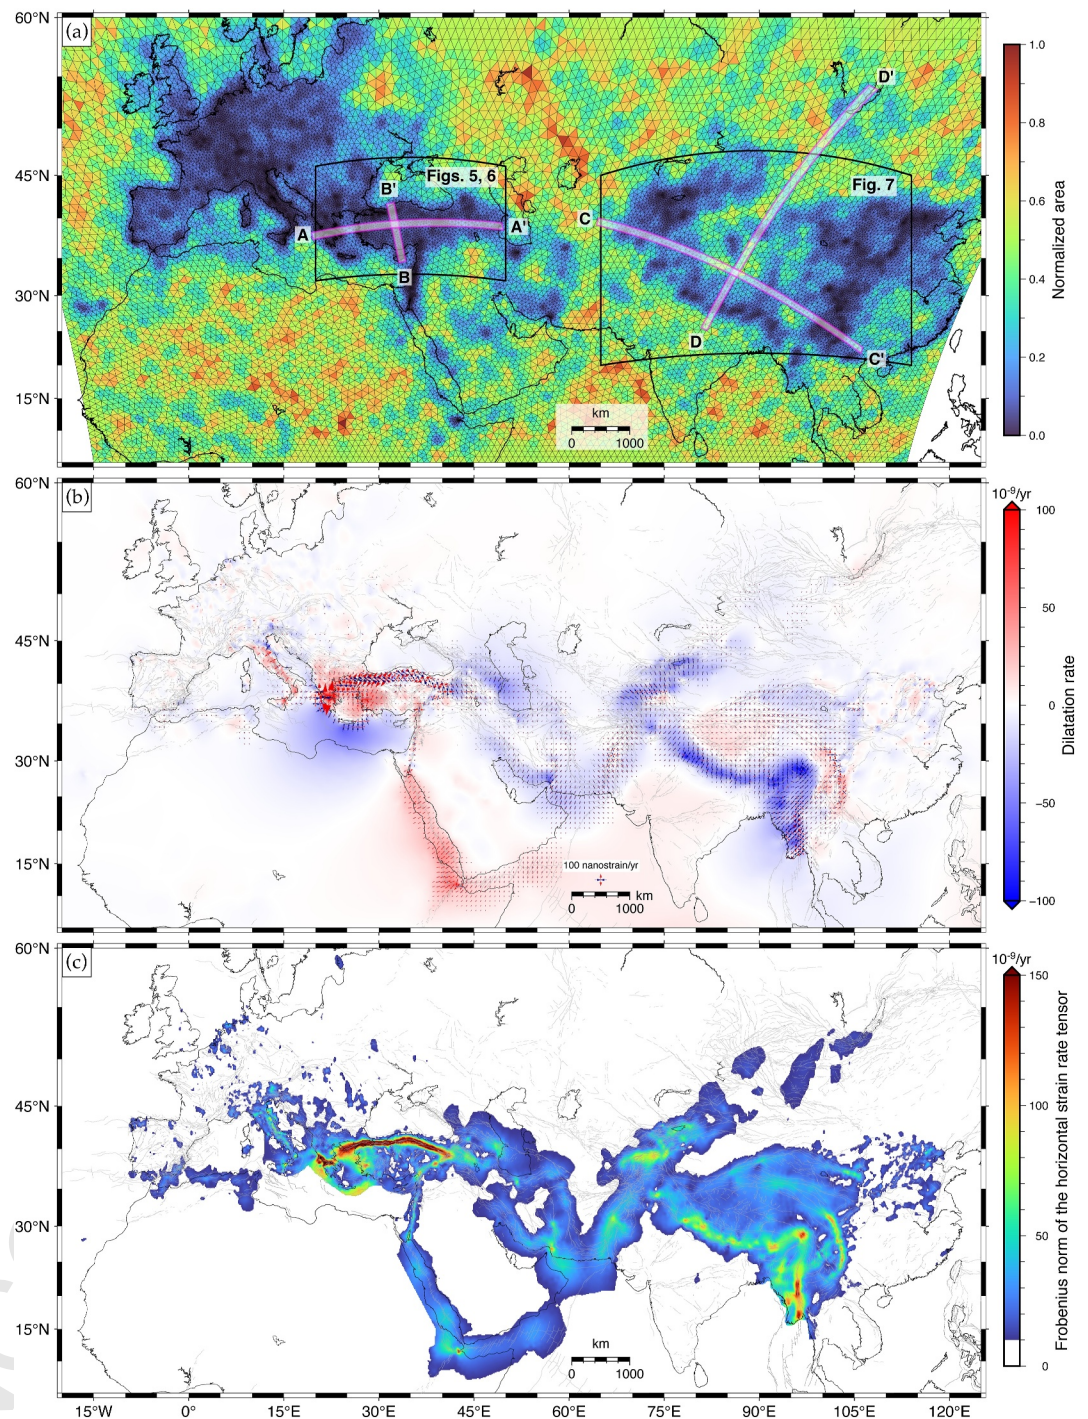 60°N
(a)
45°N
30°N
15°N
Figs. 5, 6
Fig. 7
A
A'
B'
B
C
C'
D
D'
km
0 1000
1.0
0.8
0.6
0.4
0.2
0.0
Normalized area
60°N
(b)
45°N
30°N
15°N
100 nanostrain/yr
0 1000 km
10⁻⁹/yr
100
50
0
−50
−100
Dilatation rate
60°N
(c)
45°N
30°N
15°N
km
0 1000
10⁻⁹/yr
150
100
50
0
Frobenius norm of the horizontal strain rate tensor
15°W 0° 15°E 30°E 45°E 60°E 75°E 90°E 105°E 120°E